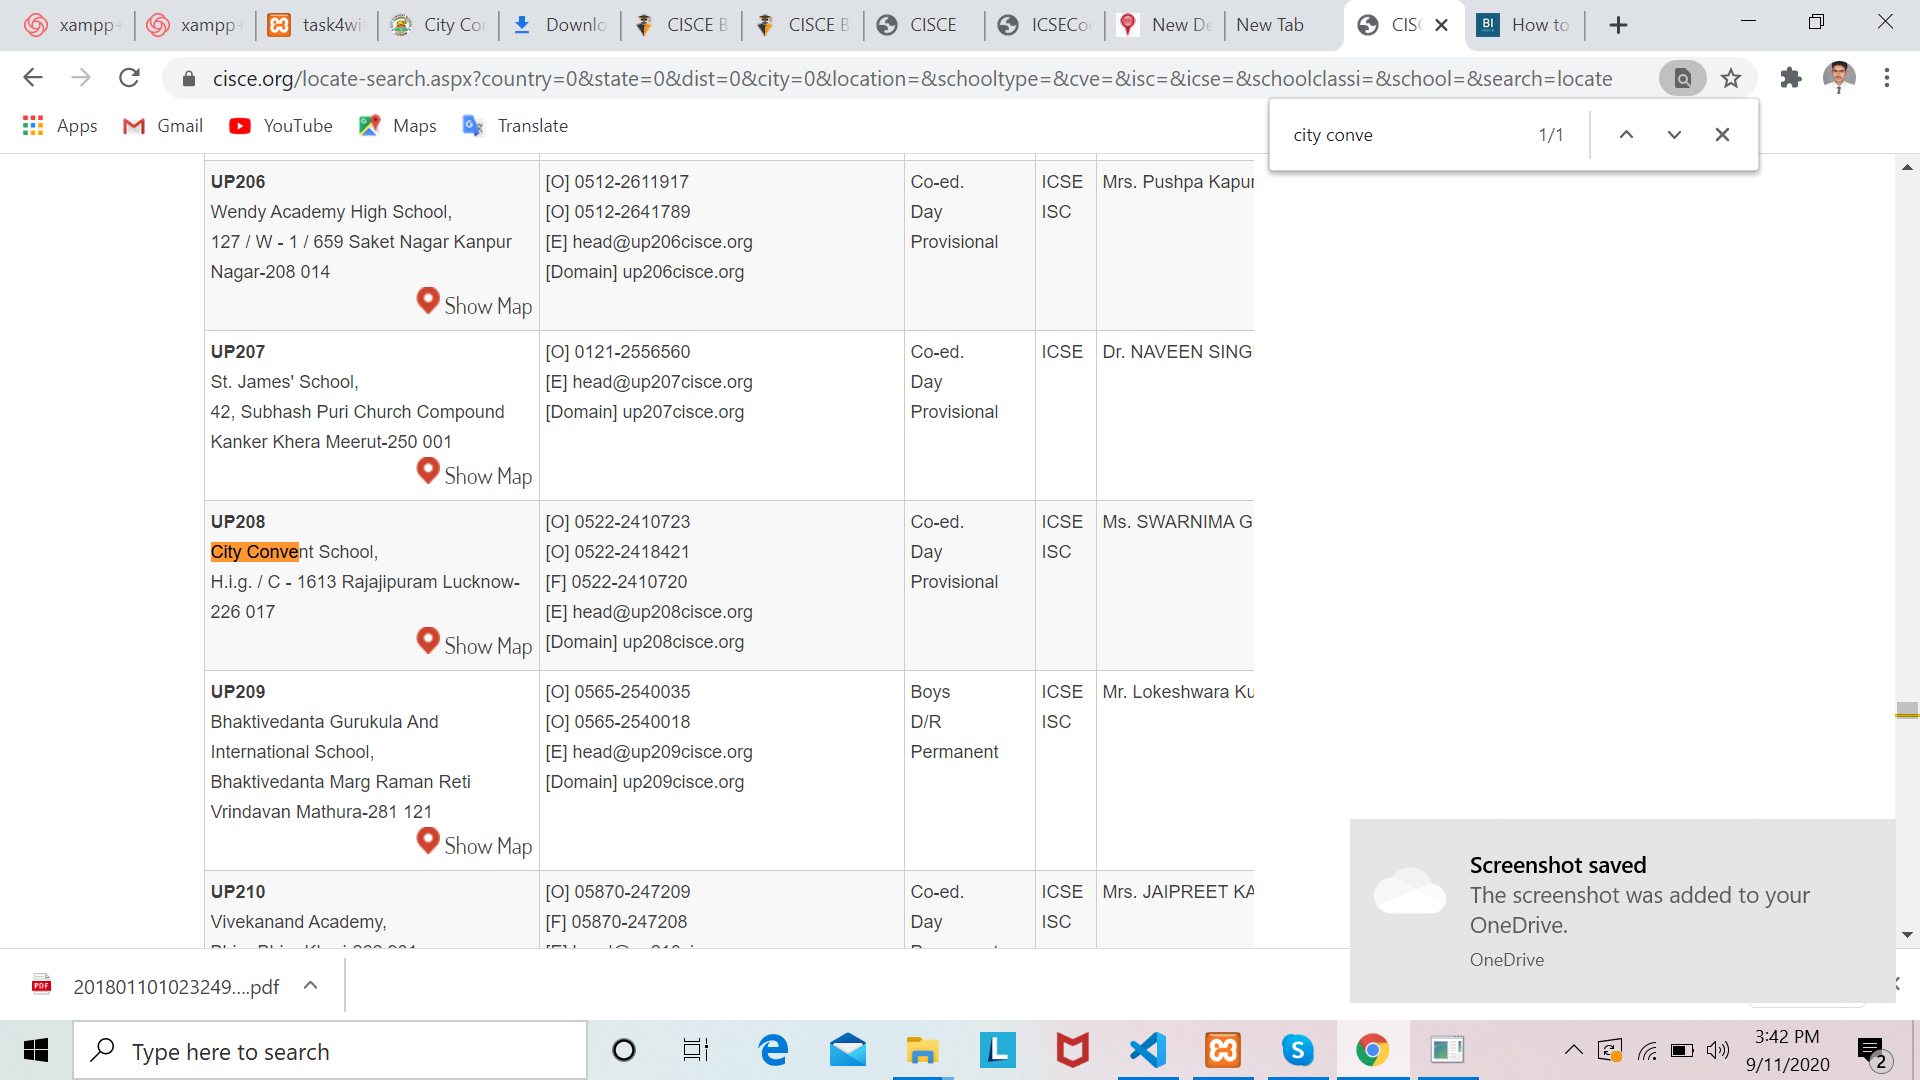 xampp
xampp
task4wi
City Co
Downlo
CISCE B
CISCE B
CISCE
ICSECo
New De
New Tab
CISC
BI
How to
cisce.org/locate-search.aspx?country=0&state=0&dist=0&city=0&location=&schooltype=&cve=&isc=&icse=&schoolclassi=&school=&search=locate
Apps Gmail YouTube Maps Translate
city conve 1/1
UP206
Wendy Academy High School,
127 / W - 1 / 659 Saket Nagar Kanpur
Nagar-208 014
Show Map
[O] 0512-2611917
[O] 0512-2641789
[E] head@up206cisce.org
[Domain] up206cisce.org
Co-ed.
Day
Provisional
ICSE
ISC
Mrs. Pushpa Kapur
UP207
St. James' School,
42, Subhash Puri Church Compound
Kanker Khera Meerut-250 001
Show Map
[O] 0121-2556560
[E] head@up207cisce.org
[Domain] up207cisce.org
Co-ed.
Day
Provisional
ICSE
Dr. NAVEEN SING
UP208
City Convent School,
H.i.g. / C - 1613 Rajajipuram Lucknow-
226 017
Show Map
[O] 0522-2410723
[O] 0522-2418421
[F] 0522-2410720
[E] head@up208cisce.org
[Domain] up208cisce.org
Co-ed.
Day
Provisional
ICSE
ISC
Ms. SWARNIMA G
UP209
Bhaktivedanta Gurukula And
International School,
Bhaktivedanta Marg Raman Reti
Vrindavan Mathura-281 121
Show Map
[O] 0565-2540035
[O] 0565-2540018
[E] head@up209cisce.org
[Domain] up209cisce.org
Boys
D/R
Permanent
ICSE
ISC
Mr. Lokeshwara Ku
UP210
Vivekanand Academy,
[O] 05870-247209
[F] 05870-247208
Co-ed.
Day
ICSE
ISC
Mrs. JAIPREET KA
Screenshot saved
The screenshot was added to your
OneDrive.
OneDrive
PDF
201801101023249....pdf
Type here to search
L
S
3:42 PM
9/11/2020
2